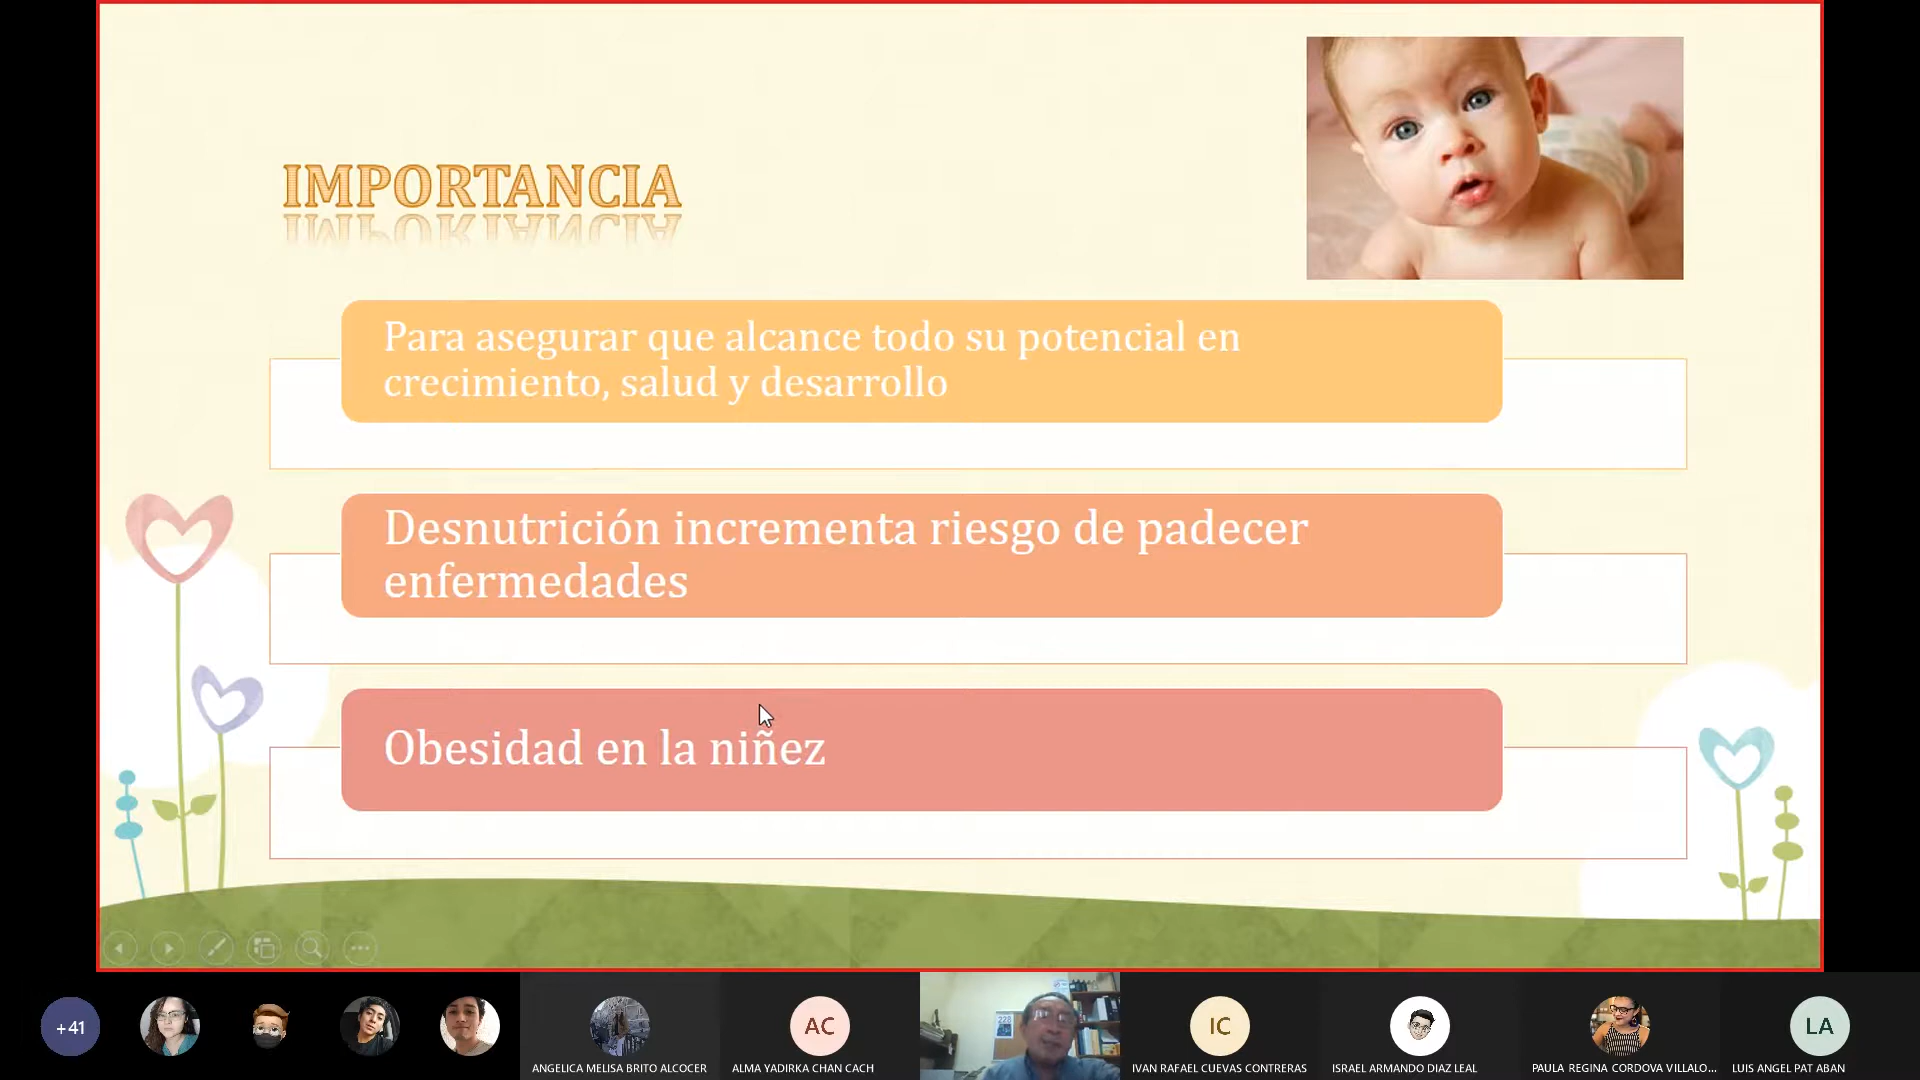 IMPORTANCIA
Para asegurar que alcance todo su potencial en
crecimiento, salud y desarrollo
Desnutrición incrementa riesgo de padecer
enfermedades
Obesidad en la niñez
+41
AC
228
IC
LA
ANGELICA MELISA BRITO ALCOCER
ALMA YADIRKA CHAN CACH
IVAN RAFAEL CUEVAS CONTRERAS
ISRAEL ARMANDO DIAZ LEAL
PAULA REGINA CORDOVA VILLALO...
LUIS ANGEL PAT ABAN